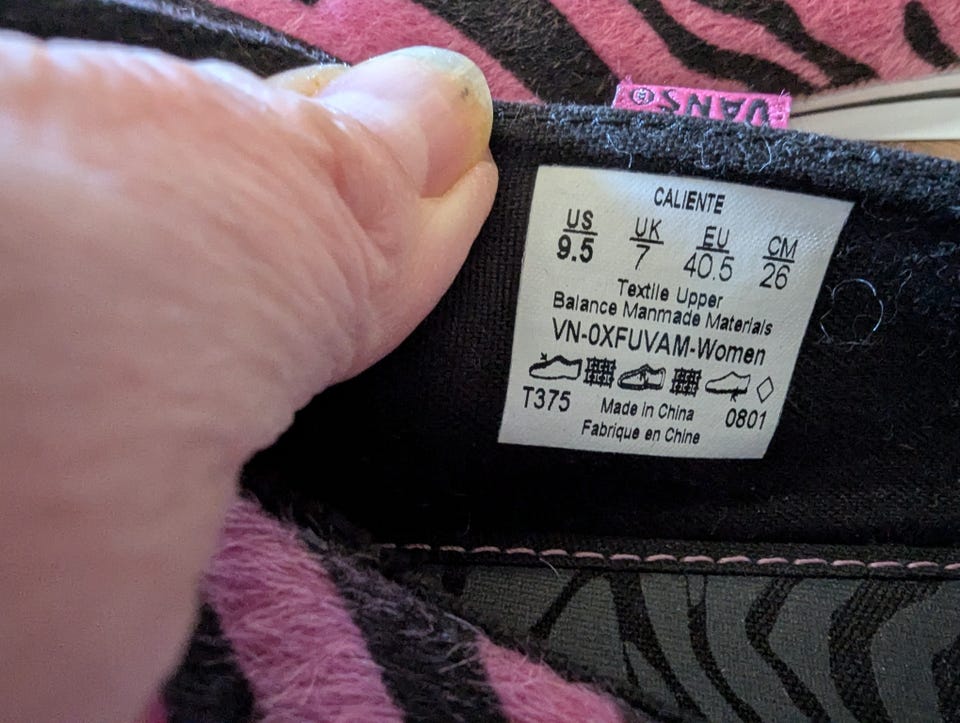 VANS®
CALIENTE
US UK EU CM
9.5 7 40.5 26
Textile Upper
Balance Manmade Materials
VN-0XFUVAM-Women
T375 Made in China 0801
Fabrique en Chine